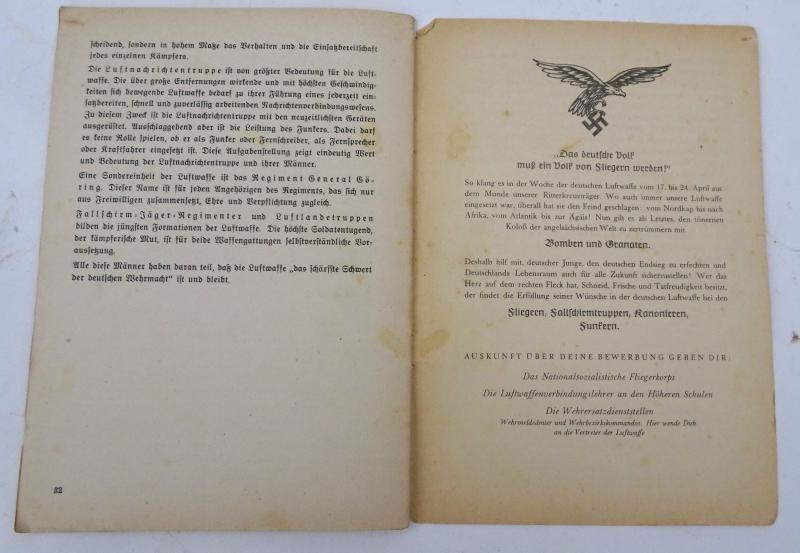 scheidend, sondern in hohem Maße das Verhalten und die Einsatzbereitschaft
jedes einzelnen Kämpfers.
Die Luftnachrichtentruppe ist von größter Bedeutung für die Luft-
waffe. Die über große Entfernungen wirkende und mit höchsten Geschwindig-
keiten sich bewegende Luftwaffe bedarf zu ihrer Führung eines jederzeit ein-
satzbereiten, schnell und zuverlässig arbeitenden Nachrichtenverbindungswesens.
Zu diesem Zweck ist die Luftnachrichtentruppe mit den neuzeitlichsten Geräten
ausgerüstet. Ausschlaggebend aber ist die Leistung des Funkers. Dabei darf
es keine Rolle spielen, ob er als Funker oder Fernschreiber, als Fernsprecher
oder Kraftfahrer eingesetzt ist. Diese Aufgabenstellung zeigt eindeutig Wert
und Bedeutung der Luftnachrichtentruppe und ihrer Männer.
Eine Sondereinheit der Luftwaffe ist das Regiment General Gö-
ring. Dieser Name ist für jeden Angehörigen des Regiments, das sich nur
aus Freiwilligen zusammensetzt, Ehre und Verpflichtung zugleich.
Fallschirm-Jäger-Regimenter und Luftlandetruppen
bilden die jüngsten Formationen der Luftwaffe. Die höchste Soldatentugend,
der kämpferische Mut, ist für beide Waffengattungen selbstverständliche Vor-
aussetzung.
Alle diese Männer haben daran teil, daß die Luftwaffe „das schärfste Schwert
der deutschen Wehrmacht“ ist und bleibt.
32
„Das deutsche Volk
muß ein Volk von Fliegern werden!“
So klang es in der Woche der deutschen Luftwaffe vom 17. bis 24. April aus
dem Munde unserer Ritterkreuzträger. Wo auch immer unsere Luftwaffe
eingesetzt war, überall hat sie den Feind geschlagen: vom Nordkap bis nach
Afrika, vom Atlantik bis zur Ägäis! Nun gilt es als Letztes, den tönernen
Koloß der angelsächsischen Welt zu zertrümmern mit
Bomben und Granaten.
Deshalb hilf mit, deutscher Junge, den deutschen Endsieg zu erfechten und
Deutschlands Lebensraum auch für alle Zukunft sicherzustellen! Wer das
Herz auf dem rechten Fleck hat, Schneid, Frische und Tatfreudigkeit besitzt,
der findet die Erfüllung seiner Wünsche in der deutschen Luftwaffe bei den
Fliegern, Fallschirmtruppen, Kanonieren,
Funkern.
AUSKUNFT ÜBER DEINE BEWERBUNG GEBEN DIR:
Das Nationalsozialistische Fliegerkorps
Die Luftwaffenverbindungslehrer an den Höheren Schulen
Die Wehrersatzdienststellen
Wehrmeldeämter und Wehrbezirkskommandos. Hier wende Dich
an die Vertreter der Luftwaffe